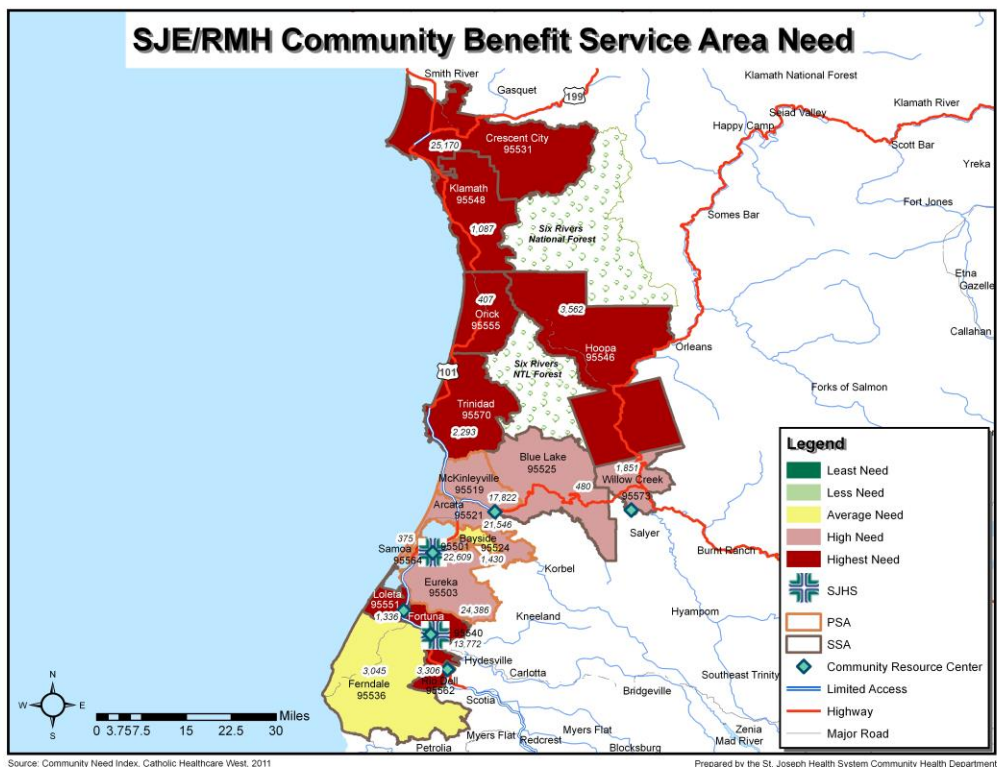 SJE/RMH Community Benefit Service Area Need
Smith River
Gasquet
199
Klamath National Forest
Seiad Valley
Klamath River
Happy Camp
Scott Bar
Yreka
Crescent City
95531
25,170
Klamath
95548
1,087
Six Rivers
National Forest
Somes Bar
Fort Jones
Etna
Gazelle
Callahan
407
Orick
95555
3,562
Hoopa
95546
Orleans
Six Rivers
NTL Forest
101
Trinidad
95570
2,293
Forks of Salmon
Blue Lake
95525
480
1,851
Willow Creek
95573
McKinleyville
95519
17,822
Arcata
95521
21,546
Salyer
Burnt Ranch
375
Samoa
95564
95501
22,609
Bayside
95524
1,430
Korbel
Eureka
95503
24,386
Kneeland
Hyampom
Loleta
95551
1,336
Fortuna
95540
13,772
Hydesville
Carlotta
3,045
Ferndale
95536
3,306
Rio Dell
95562
Scotia
Bridgeville
Southeast Trinity
Zenia
Mad River
Myers Flat
Myers Flat
Redcrest
Blocksburg
Petrolia
Legend
Least Need
Less Need
Average Need
High Need
Highest Need
SJHS
PSA
SSA
Community Resource Center
Limited Access
Highway
Major Road
N
W
E
S
0 3.75 7.5 15 22.5 30 Miles
Source: Community Need Index, Catholic Healthcare West, 2011
Prepared by the St. Joseph Health System Community Health Department